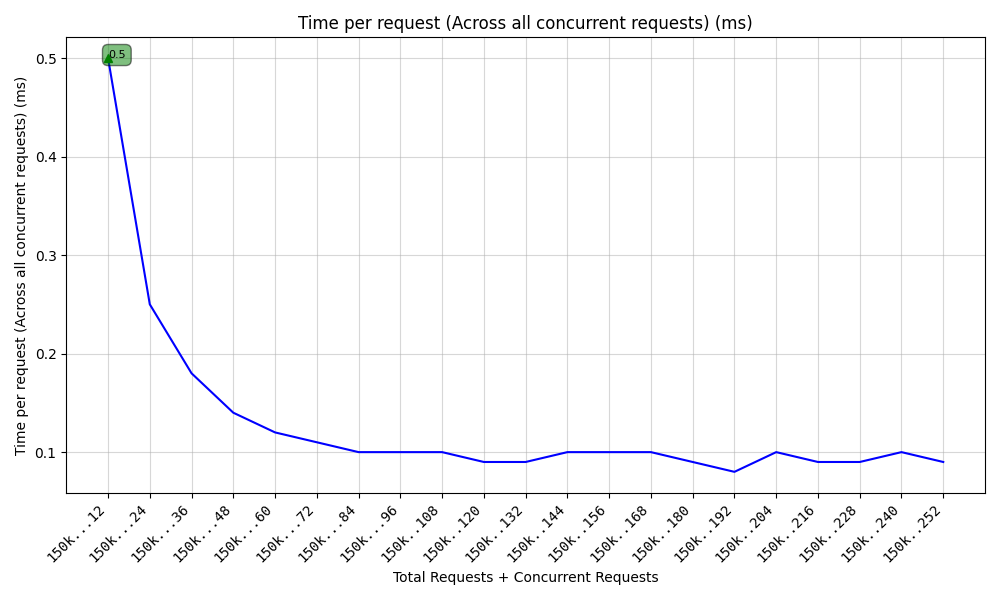 Time per request (Across all concurrent requests) (ms)
Time per request (Across all concurrent requests) (ms)
0.5
0.4
0.3
0.2
0.1
0.5
150k...12
150k...24
150k...36
150k...48
150k...60
150k...72
150k...84
150k...96
150k..108
150k..120
150k..132
150k..144
150k..156
150k..168
150k..180
150k..192
150k..204
150k..216
150k..228
150k..240
150k..252
Total Requests + Concurrent Requests